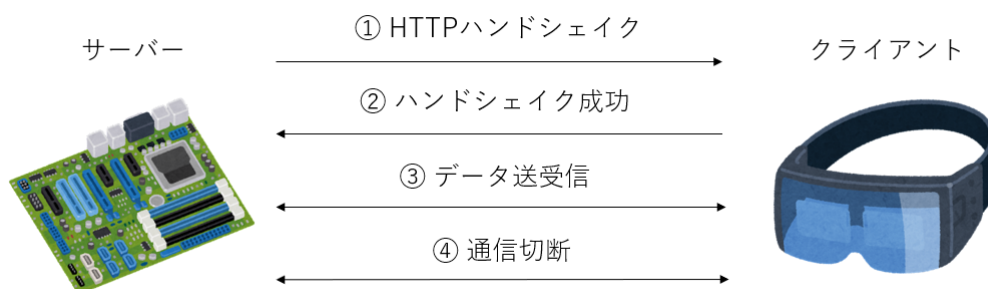 サーバー
① HTTPハンドシェイク
クライアント
② ハンドシェイク成功
③ データ送受信
④ 通信切断